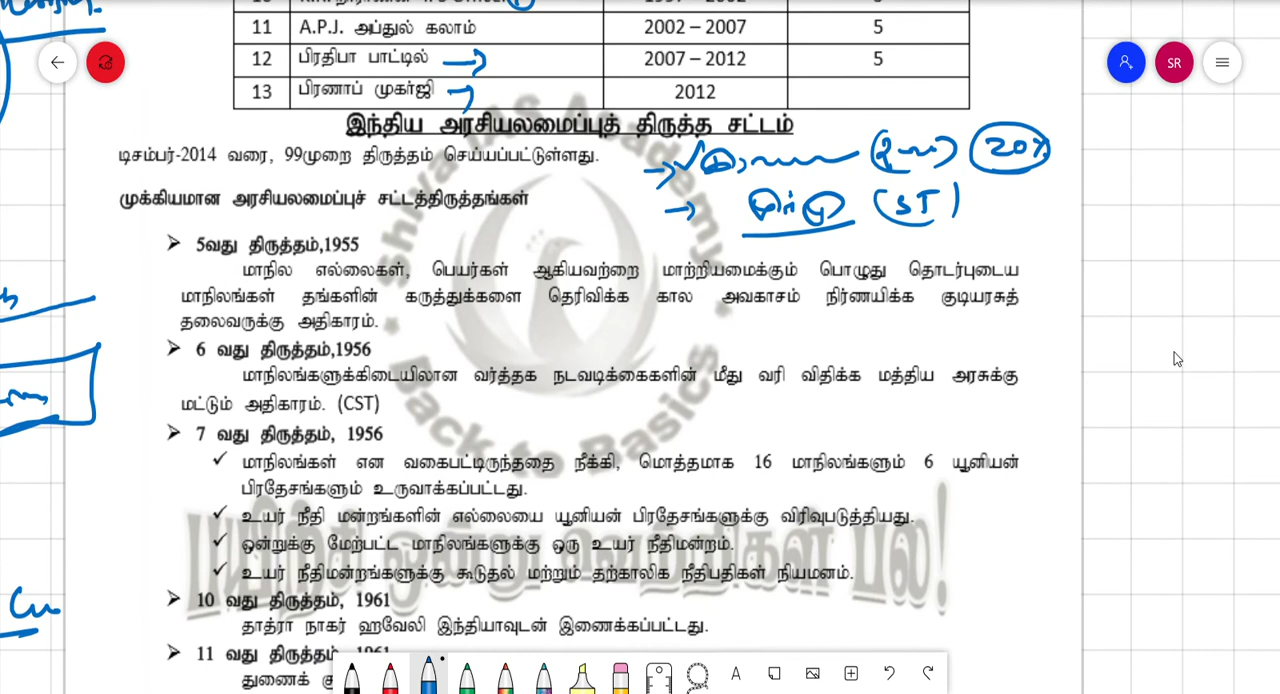 11 A.P.J. அப்துல் கலாம் 2002 – 2007 5
12 பிரதிபா பாட்டில் 2007 – 2012 5
13 பிரணாப் முகர்ஜி 2012
SR
இந்திய அரசியலமைப்புத் திருத்த சட்டம்
டிசம்பர்-2014 வரை, 99முறை திருத்தம் செய்யப்பட்டுள்ளது.
(ST)
முக்கியமான அரசியலமைப்புச் சட்டத்திருத்தங்கள்
➤ 5வது திருத்தம்,1955
மாநில எல்லைகள், பெயர்கள் ஆகியவற்றை மாற்றியமைக்கும் பொழுது தொடர்புடைய
மாநிலங்கள் தங்களின் கருத்துக்களை தெரிவிக்க கால அவகாசம் நிர்ணயிக்க குடியரசுத்
தலைவருக்கு அதிகாரம்.
➤ 6 வது திருத்தம்,1956
மாநிலங்களுக்கிடையிலான வர்த்தக நடவடிக்கைகளின் மீது வரி விதிக்க மத்திய அரசுக்கு
மட்டும் அதிகாரம். (CST)
➤ 7 வது திருத்தம், 1956
✓ மாநிலங்கள் என வகைபட்டிருந்ததை நீக்கி, மொத்தமாக 16 மாநிலங்களும் 6 யூனியன்
பிரதேசங்களும் உருவாக்கப்பட்டது.
✓ உயர் நீதி மன்றங்களின் எல்லையை யூனியன் பிரதேசங்களுக்கு விரிவுபடுத்தியது.
✓ ஒன்றுக்கு மேற்பட்ட மாநிலங்களுக்கு ஒரு உயர் நீதிமன்றம்.
✓ உயர் நீதிமன்றங்களுக்கு கூடுதல் மற்றும் தற்காலிக நீதிபதிகள் நியமனம்.
➤ 10 வது திருத்தம், 1961
தாத்ரா நாகர் ஹவேலி இந்தியாவுடன் இணைக்கப்பட்டது.
➤ 11 வது திருத்தம், 1961
துணைக் கு
Shiva IAS Academy
Back to Basics